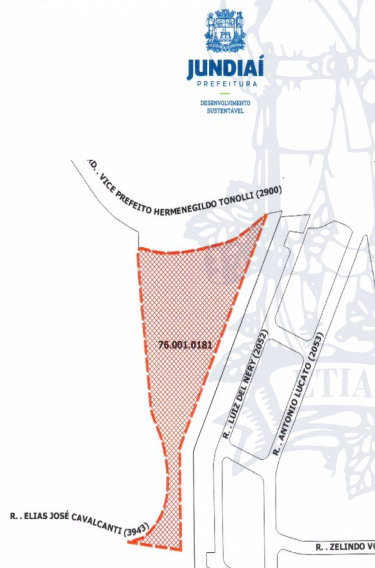 JUNDIAÍ
PREFEITURA
DESENVOLVIMENTO
SUSTENTÁVEL
VICE PREFEITO HERMENEGILDO TONOLLI (2900)
76.001.0181
R. . LUIZ DEL NERY (2052)
R. . ANTONIO LUCATO (2053)
TIA
R. . ELIAS JOSÉ CAVALCANTI (3943)
R. . ZELINDO